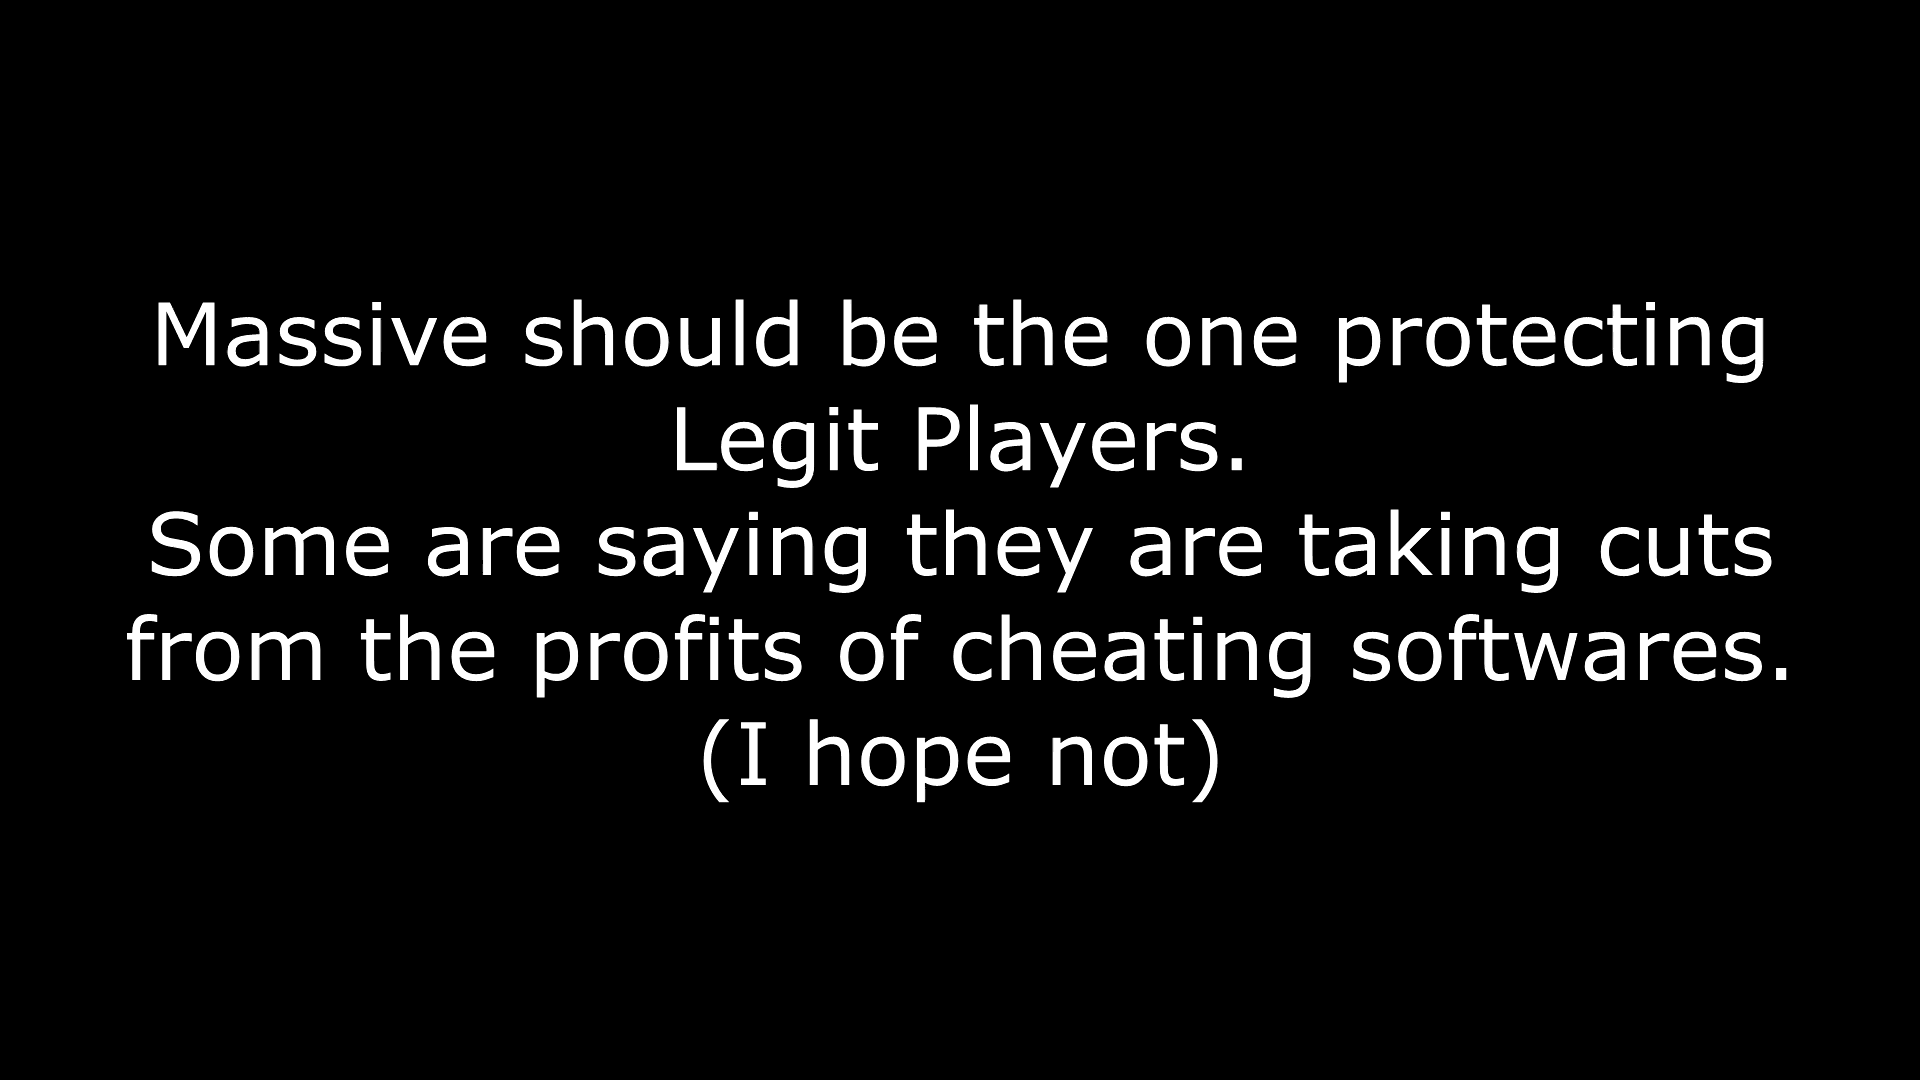 Massive should be the one protecting
Legit Players.
Some are saying they are taking cuts
from the profits of cheating softwares.
(I hope not)